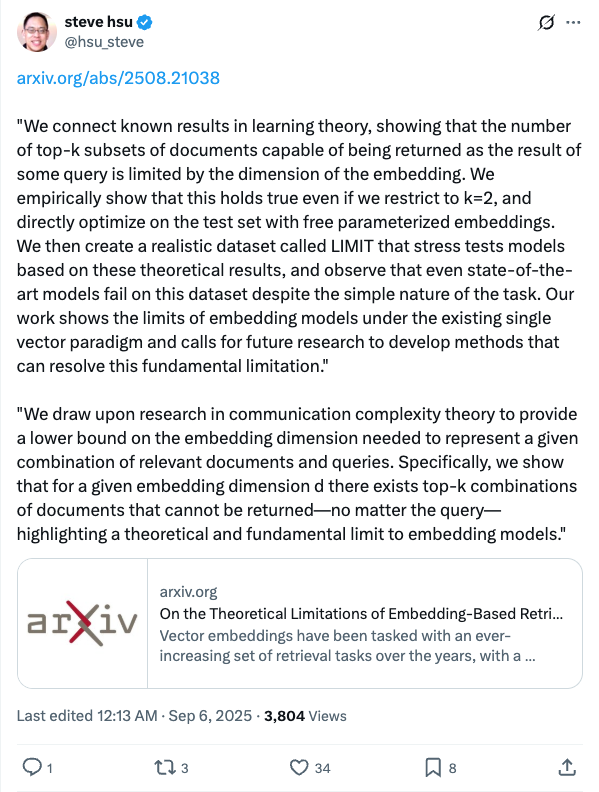 steve hsu
@hsu_steve
arxiv.org/abs/2508.21038
"We connect known results in learning theory, showing that the number
of top-k subsets of documents capable of being returned as the result of
some query is limited by the dimension of the embedding. We
empirically show that this holds true even if we restrict to k=2, and
directly optimize on the test set with free parameterized embeddings.
We then create a realistic dataset called LIMIT that stress tests models
based on these theoretical results, and observe that even state-of-the-
art models fail on this dataset despite the simple nature of the task. Our
work shows the limits of embedding models under the existing single
vector paradigm and calls for future research to develop methods that
can resolve this fundamental limitation."
"We draw upon research in communication complexity theory to provide
a lower bound on the embedding dimension needed to represent a given
combination of relevant documents and queries. Specifically, we show
that for a given embedding dimension d there exists top-k combinations
of documents that cannot be returned—no matter the query—
highlighting a theoretical and fundamental limit to embedding models."
arXiv
arxiv.org
On the Theoretical Limitations of Embedding-Based Retri...
Vector embeddings have been tasked with an ever-
increasing set of retrieval tasks over the years, with a ...
Last edited 12:13 AM · Sep 6, 2025 · 3,804 Views
1 3 34 8